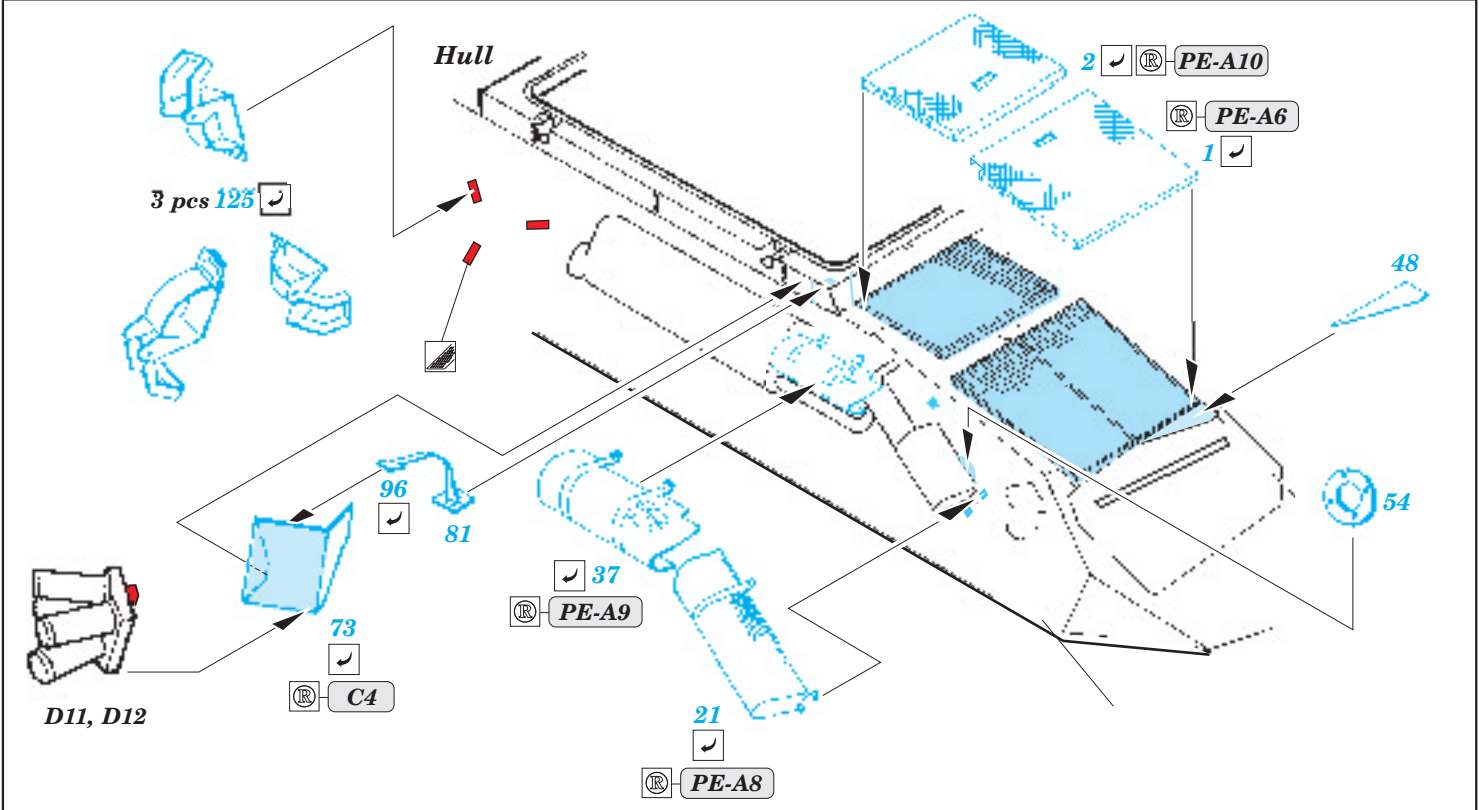 Hull
2 ® PE-A10
® PE-A6
1
3 pcs 125
48
96
81
54
37
® PE-A9
73
® C4
D11, D12
21
® PE-A8